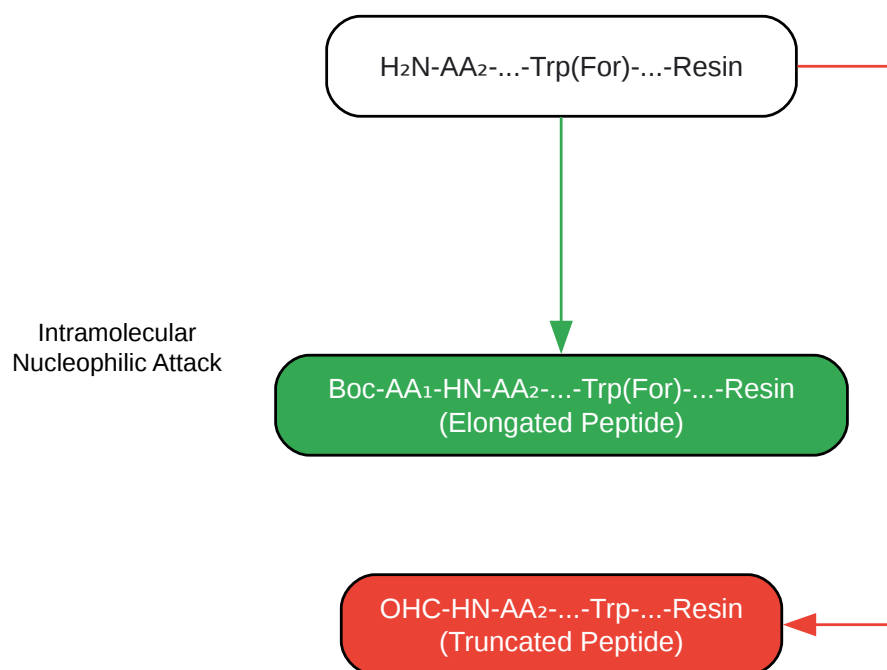 H₂N-AA₂-...-Trp(For)-...-Resin
Intramolecular
Nucleophilic Attack
Boc-AA₁-HN-AA₂-...-Trp(For)-...-Resin
(Elongated Peptide)
OHC-HN-AA₂-...-Trp-...-Resin
(Truncated Peptide)